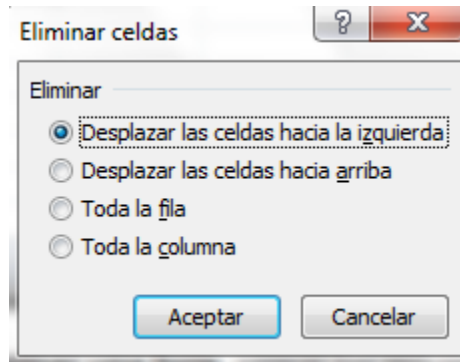 Eliminar celdas
Eliminar
Desplazar las celdas hacia la izquierda
Desplazar las celdas hacia arriba
Toda la fila
Toda la columna
Aceptar Cancelar